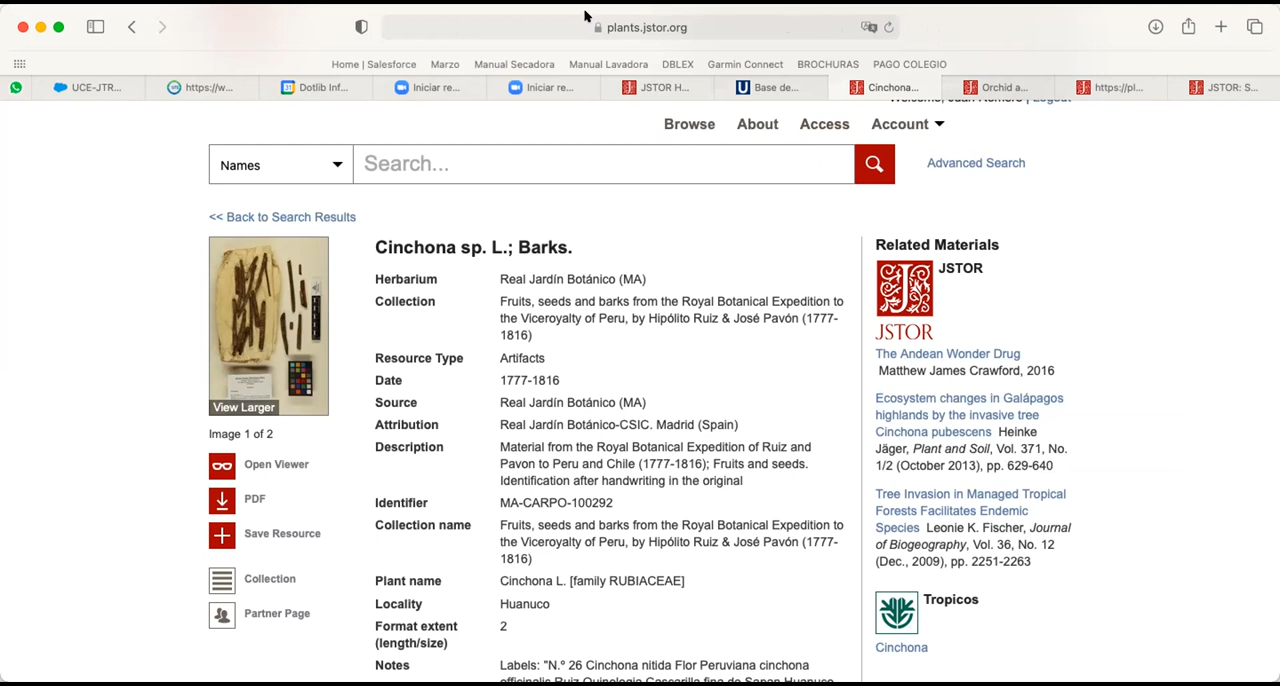 plants.jstor.org
Home | Salesforce Marzo Manual Secadora Manual Lavadora DBLEX Garmin Connect BROCHURAS PAGO COLEGIO
UCE-JTR... https://w... Dotlib Inf... Iniciar re... Iniciar re... JSTOR H... Base de... Cinchona... Orchid a... https://pl... JSTOR: S...
Browse About Access Account
Names Search... Advanced Search
<< Back to Search Results
View Larger
Image 1 of 2
Open Viewer
PDF
Save Resource
Collection
Partner Page
Cinchona sp. L.; Barks.
Herbarium Real Jardín Botánico (MA)
Collection Fruits, seeds and barks from the Royal Botanical Expedition to
the Viceroyalty of Peru, by Hipólito Ruiz & José Pavón (1777-
1816)
Resource Type Artifacts
Date 1777-1816
Source Real Jardín Botánico (MA)
Attribution Real Jardín Botánico-CSIC. Madrid (Spain)
Description Material from the Royal Botanical Expedition of Ruiz and
Pavon to Peru and Chile (1777-1816); Fruits and seeds.
Identification after handwriting in the original
Identifier MA-CARPO-100292
Collection name Fruits, seeds and barks from the Royal Botanical Expedition to
the Viceroyalty of Peru, by Hipólito Ruiz & José Pavón (1777-
1816)
Plant name Cinchona L. [family RUBIACEAE]
Locality Huanuco
Format extent 2
(length/size)
Notes Labels: "N.º 26 Cinchona nitida Flor Peruviana cinchona
officinalis Ruiz Quinologia Cascarilla fina de Sapan Huanuco
Related Materials
JSTOR
JSTOR
The Andean Wonder Drug
Matthew James Crawford, 2016
Ecosystem changes in Galápagos
highlands by the invasive tree
Cinchona pubescens Heinke
Jäger, Plant and Soil, Vol. 371, No.
1/2 (October 2013), pp. 629-640
Tree Invasion in Managed Tropical
Forests Facilitates Endemic
Species Leonie K. Fischer, Journal
of Biogeography, Vol. 36, No. 12
(Dec., 2009), pp. 2251-2263
Tropicos
Cinchona